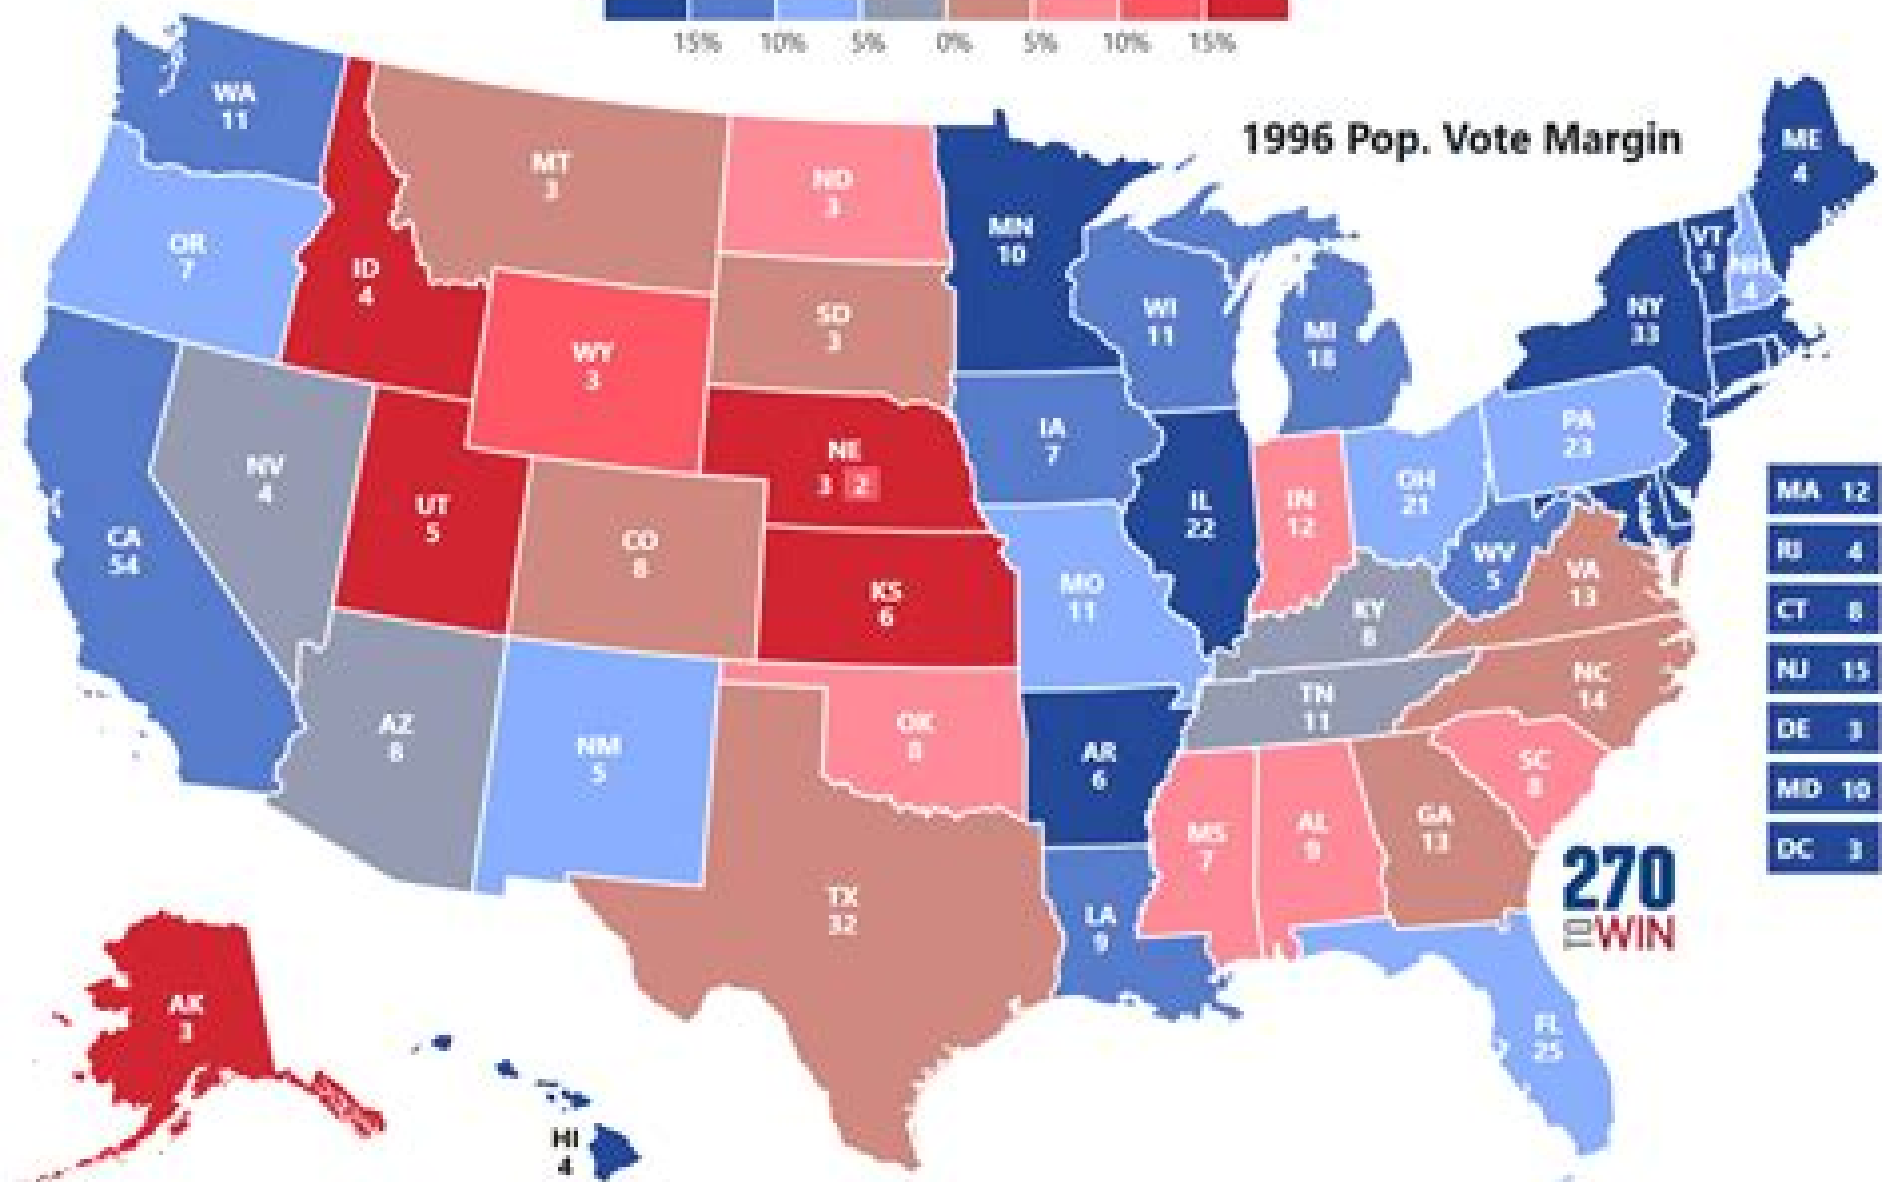 15% 10% 5% 0% 5% 10% 15%
1996 Pop. Vote Margin
WA
11
OR
7
CA
54
NV
4
ID
4
MT
3
WY
3
UT
5
AZ
8
CO
8
NM
5
ND
3
SD
3
NE
3 2
KS
6
OK
8
TX
32
MN
10
IA
7
MO
11
AR
6
LA
9
WI
11
IL
22
MI
18
IN
12
OH
21
KY
8
TN
11
MS
7
AL
9
GA
13
FL
25
SC
8
NC
14
VA
13
WV
5
PA
23
NY
33
VT
3
NH
4
ME
4
MA 12
RI 4
CT 8
NJ 15
DE 3
MD 10
DC 3
AK
3
HI
4
270
TO WIN